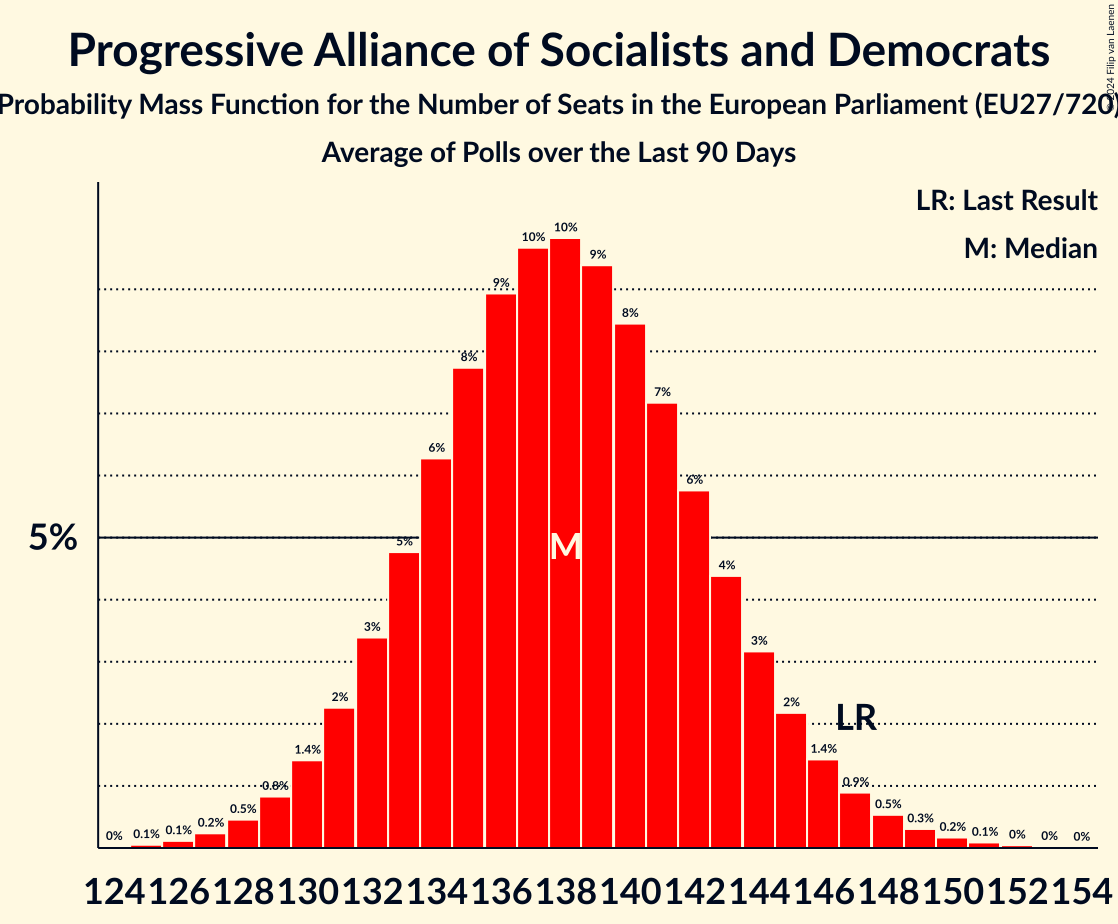 Progressive Alliance of Socialists and Democrats
Probability Mass Function for the Number of Seats in the European Parliament (EU27/720)
Average of Polls over the Last 90 Days
© 2024 Filip van Laenen
LR: Last Result
M: Median
5%
0% 0.1% 0.1% 0.2% 0.5% 0.8% 1.4% 2% 3% 5% 6% 8% 9% 10% 10% 9% 8% 7% 6% 4% 3% 2% 1.4% 0.9% 0.5% 0.3% 0.2% 0.1% 0% 0% 0%
M
LR
124 126 128 130 132 134 136 138 140 142 144 146 148 150 152 154